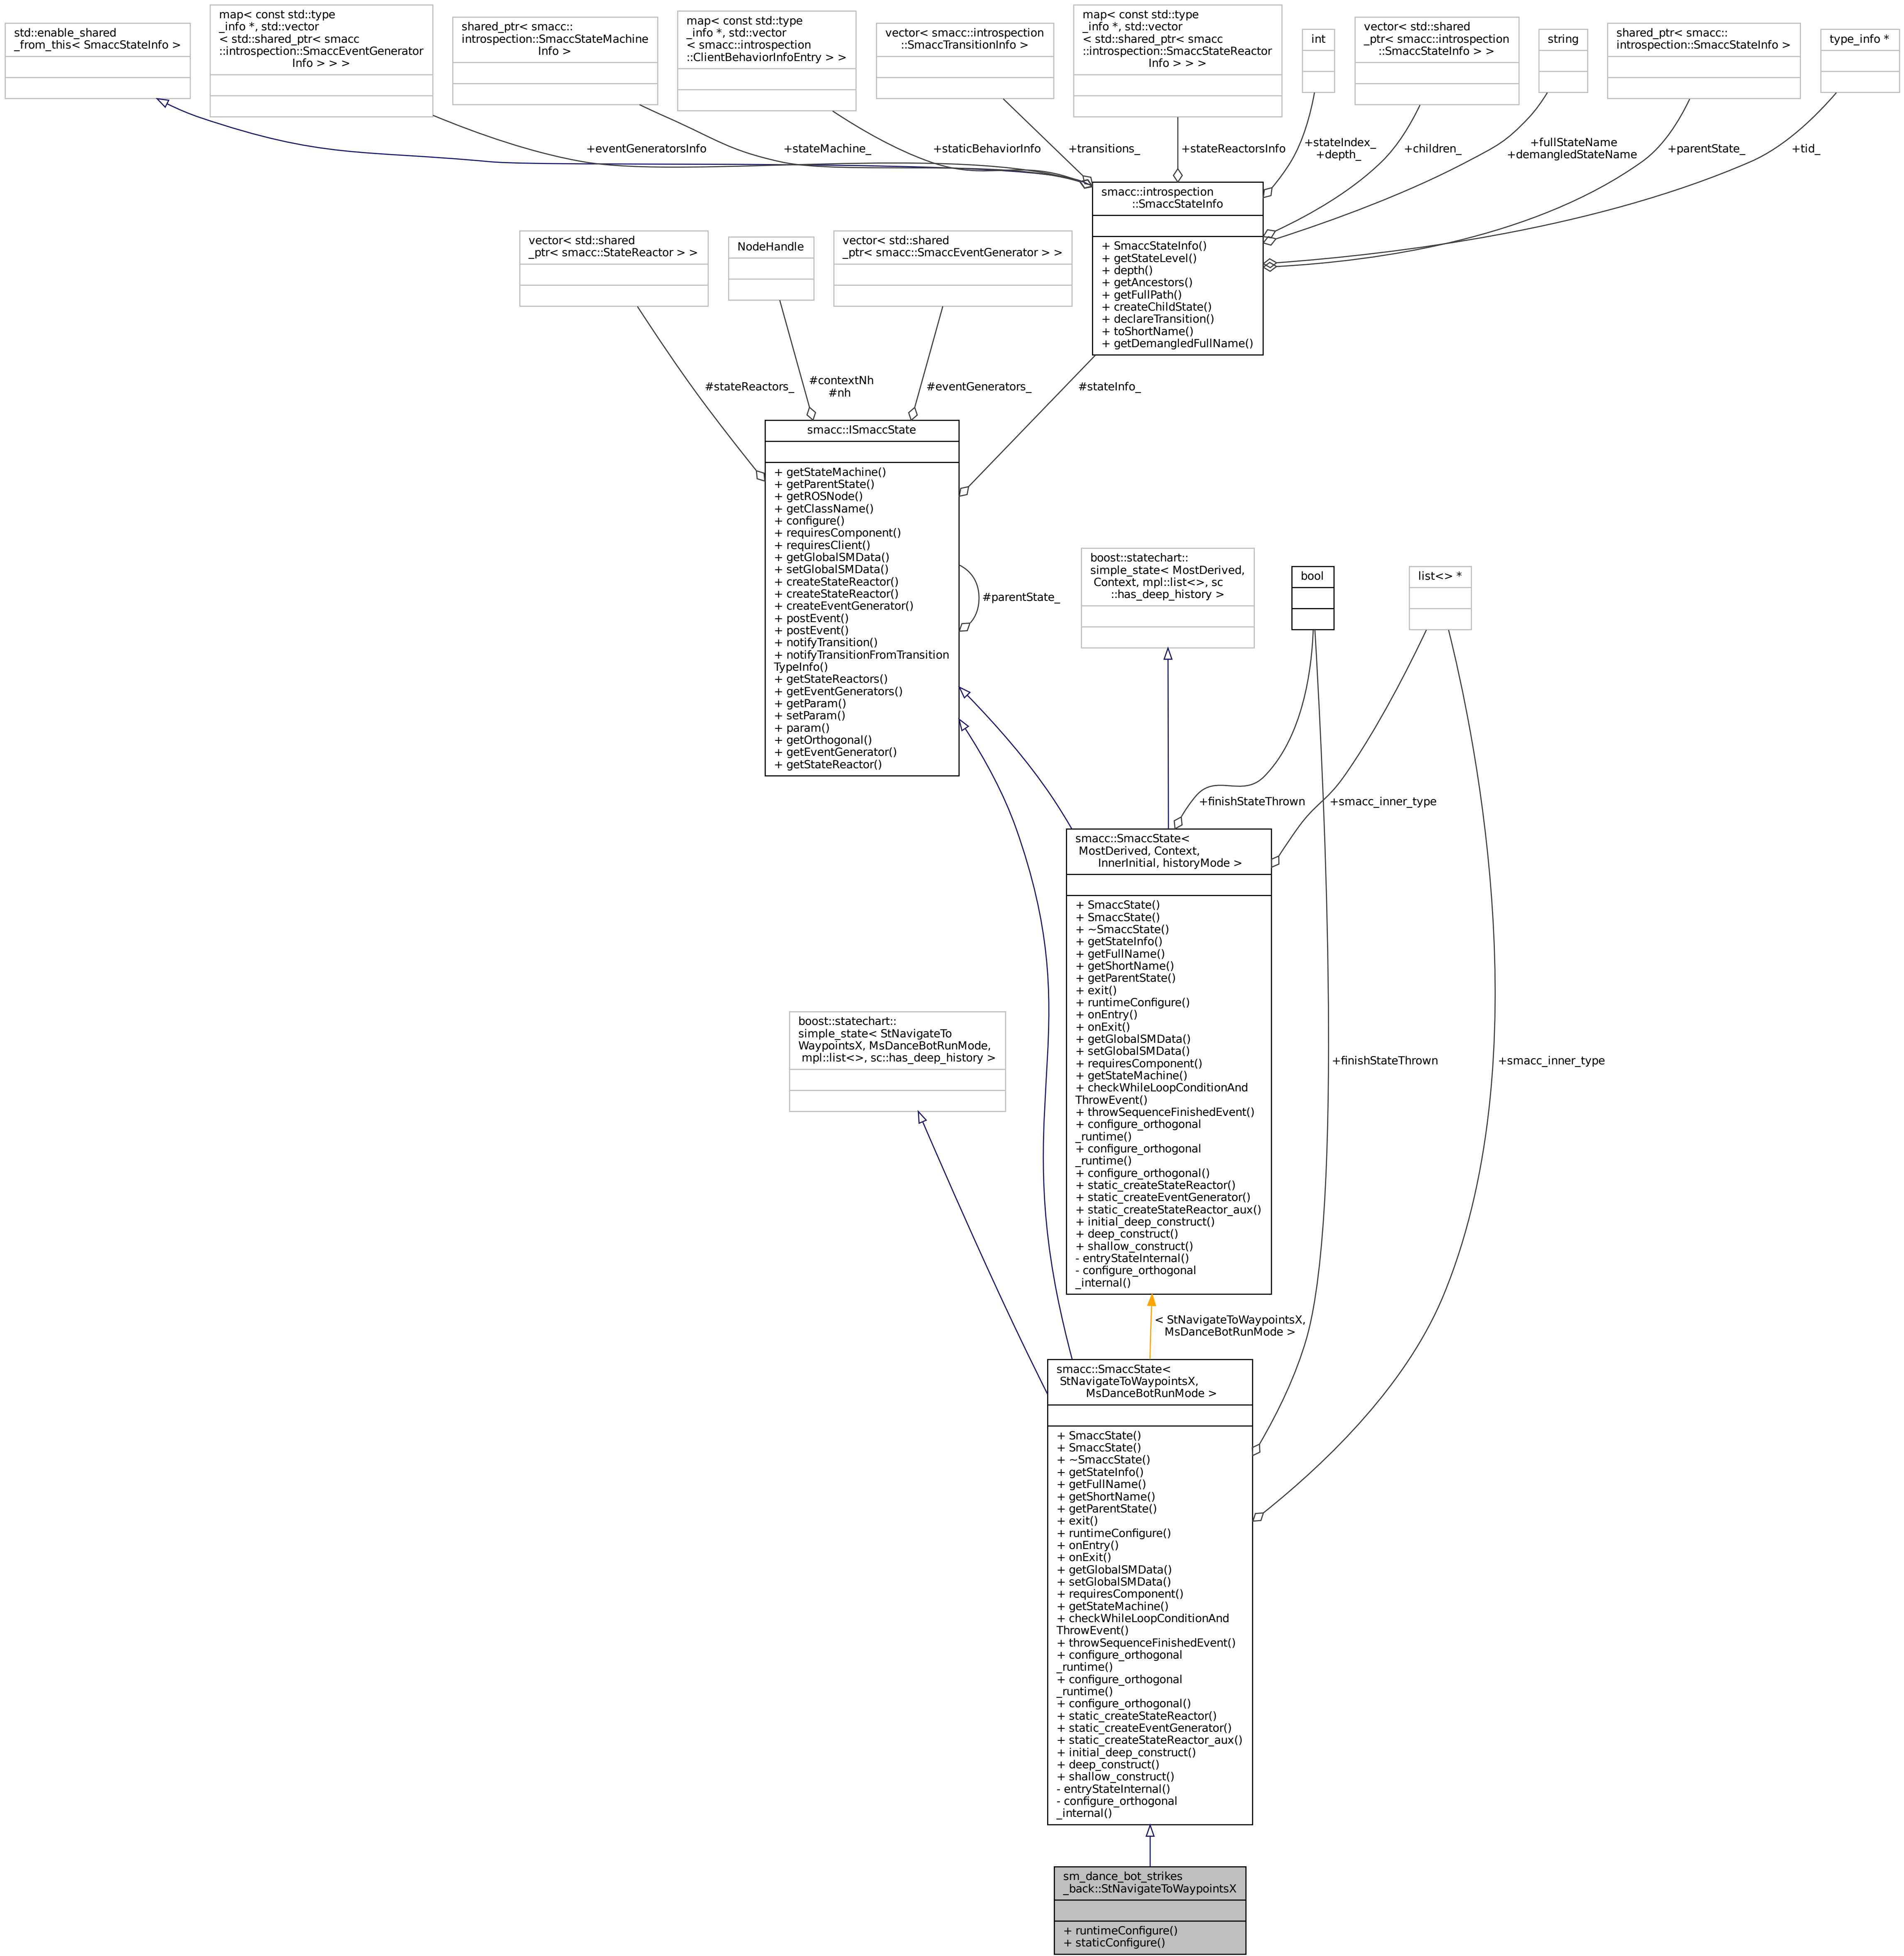 std::enable_shared
_from_this< SmaccStateInfo >
map< const std::type
_info *, std::vector
< std::shared_ptr< smacc
::introspection::SmaccEventGenerator
Info > > >
shared_ptr< smacc::
introspection::SmaccStateMachine
Info >
map< const std::type
_info *, std::vector
< smacc::introspection
::ClientBehaviorInfoEntry > >
vector< smacc::introspection
::SmaccTransitionInfo >
map< const std::type
_info *, std::vector
< std::shared_ptr< smacc
::introspection::SmaccStateReactor
Info > > >
int
vector< std::shared
_ptr< smacc::introspection
::SmaccStateInfo > >
string
shared_ptr< smacc::
introspection::SmaccStateInfo >
type_info *
+eventGeneratorsInfo
+stateMachine_
+staticBehaviorInfo
+transitions_
+stateReactorsInfo
+stateIndex_
+depth_
+children_
+fullStateName
+demangledStateName
+parentState_
+tid_
smacc::introspection
::SmaccStateInfo
+ SmaccStateInfo()
+ getStateLevel()
+ depth()
+ getAncestors()
+ getFullPath()
+ createChildState()
+ declareTransition()
+ toShortName()
+ getDemangledFullName()
vector< std::shared
_ptr< smacc::StateReactor > >
NodeHandle
vector< std::shared
_ptr< smacc::SmaccEventGenerator > >
#stateReactors_
#contextNh
#nh
#eventGenerators_
#stateInfo_
smacc::ISmaccState
+ getStateMachine()
+ getParentState()
+ getROSNode()
+ getClassName()
+ configure()
+ requiresComponent()
+ requiresClient()
+ getGlobalSMData()
+ setGlobalSMData()
+ createStateReactor()
+ createStateReactor()
+ createEventGenerator()
+ postEvent()
+ postEvent()
+ notifyTransition()
+ notifyTransitionFromTransition
TypeInfo()
+ getStateReactors()
+ getEventGenerators()
+ getParam()
+ setParam()
+ param()
+ getOrthogonal()
+ getEventGenerator()
+ getStateReactor()
#parentState_
boost::statechart::
simple_state< MostDerived,
Context, mpl::list<>, sc
::has_deep_history >
bool
list<> *
+finishStateThrown
+smacc_inner_type
smacc::SmaccState<
MostDerived, Context,
InnerInitial, historyMode >
+ SmaccState()
+ SmaccState()
+ ~SmaccState()
+ getStateInfo()
+ getFullName()
+ getShortName()
+ getParentState()
+ exit()
+ runtimeConfigure()
+ onEntry()
+ onExit()
+ getGlobalSMData()
+ setGlobalSMData()
+ requiresComponent()
+ getStateMachine()
+ checkWhileLoopConditionAnd
ThrowEvent()
+ throwSequenceFinishedEvent()
+ configure_orthogonal
_runtime()
+ configure_orthogonal
_runtime()
+ configure_orthogonal()
+ static_createStateReactor()
+ static_createEventGenerator()
+ static_createStateReactor_aux()
+ initial_deep_construct()
+ deep_construct()
+ shallow_construct()
- entryStateInternal()
- configure_orthogonal
_internal()
boost::statechart::
simple_state< StNavigateTo
WaypointsX, MsDanceBotRunMode,
mpl::list<>, sc::has_deep_history >
+finishStateThrown
+smacc_inner_type
< StNavigateToWaypointsX,
MsDanceBotRunMode >
smacc::SmaccState<
StNavigateToWaypointsX,
MsDanceBotRunMode >
+ SmaccState()
+ SmaccState()
+ ~SmaccState()
+ getStateInfo()
+ getFullName()
+ getShortName()
+ getParentState()
+ exit()
+ runtimeConfigure()
+ onEntry()
+ onExit()
+ getGlobalSMData()
+ setGlobalSMData()
+ requiresComponent()
+ getStateMachine()
+ checkWhileLoopConditionAnd
ThrowEvent()
+ throwSequenceFinishedEvent()
+ configure_orthogonal
_runtime()
+ configure_orthogonal
_runtime()
+ configure_orthogonal()
+ static_createStateReactor()
+ static_createEventGenerator()
+ static_createStateReactor_aux()
+ initial_deep_construct()
+ deep_construct()
+ shallow_construct()
- entryStateInternal()
- configure_orthogonal
_internal()
sm_dance_bot_strikes
_back::StNavigateToWaypointsX
+ runtimeConfigure()
+ staticConfigure()